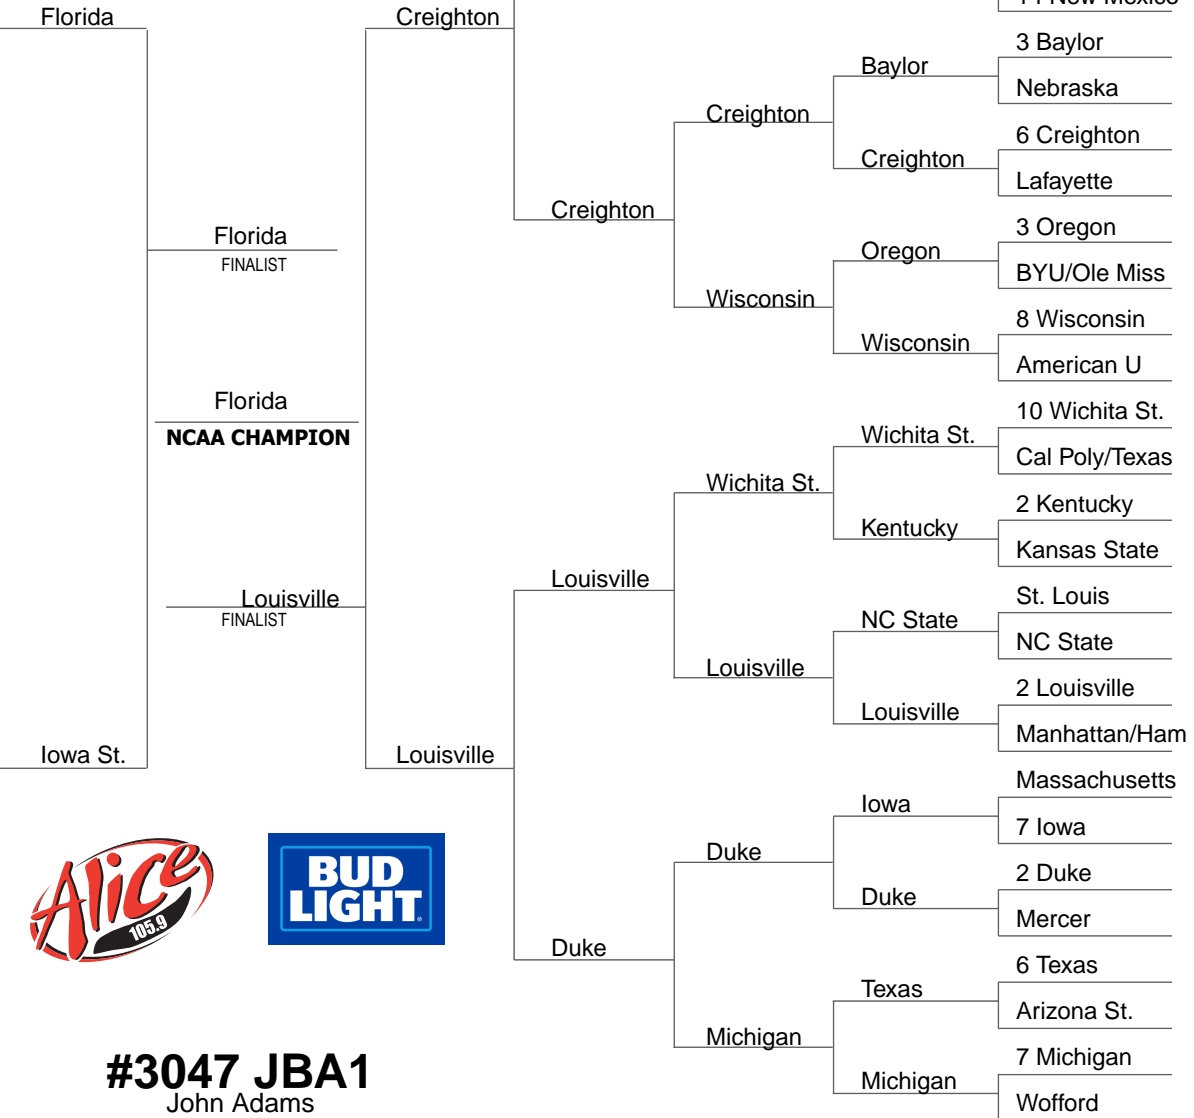 Florida
Creighton
3 Baylor
Baylor
Nebraska
Creighton
6 Creighton
Creighton
Lafayette
Creighton
3 Oregon
Florida
Oregon
FINALIST
BYU/Ole Miss
Wisconsin
8 Wisconsin
Wisconsin
American U
Florida
10 Wichita St.
NCAA CHAMPION
Wichita St.
Cal Poly/Texas
Wichita St.
2 Kentucky
Kentucky
Kansas State
Louisville
St. Louis
Louisville
FINALIST
NC State
NC State
Louisville
2 Louisville
Louisville
Manhattan/Ham
Iowa St.
Louisville
Massachusetts
Iowa
7 Iowa
Duke
2 Duke
Duke
Mercer
Alice
105.9
BUD
LIGHT
Duke
6 Texas
Texas
Arizona St.
Michigan
7 Michigan
Michigan
Wofford
#3047 JBA1
John Adams